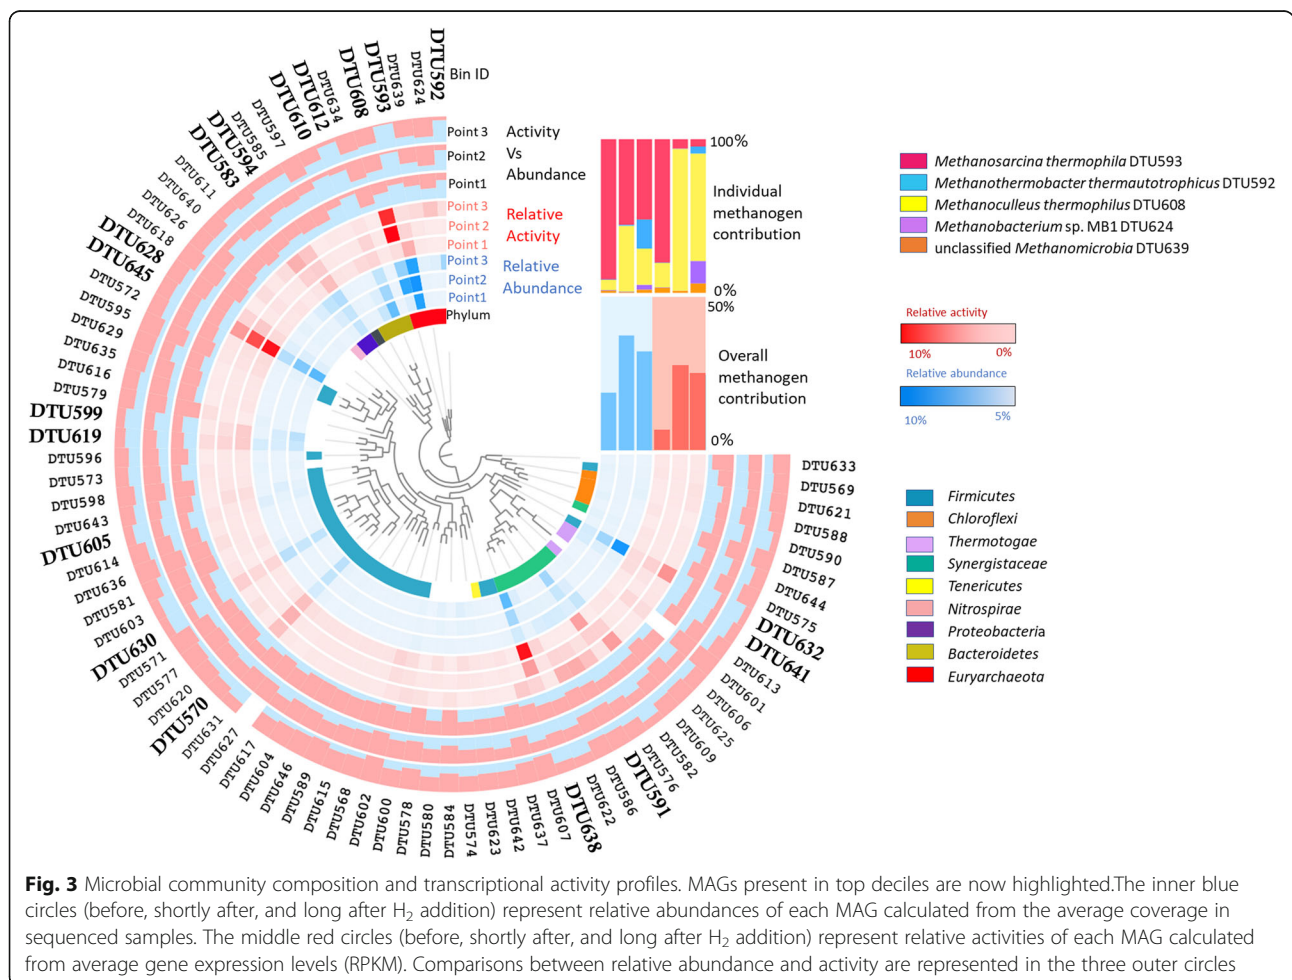 DTU592
DTU624
DTU639
DTU593
DTU608
DTU634
DTU612
DTU610
DTU597
DTU585
DTU594
DTU583
DTU611
DTU640
DTU626
DTU618
DTU628
DTU645
DTU572
DTU595
DTU629
DTU635
DTU616
DTU579
DTU599
DTU619
DTU596
DTU573
DTU598
DTU643
DTU605
DTU614
DTU636
DTU581
DTU603
DTU630
DTU571
DTU577
DTU620
DTU570
DTU631
DTU627
DTU617
DTU604
DTU646
DTU589
DTU615
DTU568
DTU602
DTU600
DTU578
DTU580
DTU584
DTU574
DTU623
DTU642
DTU637
DTU607
DTU638
DTU622
DTU586
DTU591
DTU576
DTU582
DTU609
DTU625
DTU606
DTU601
DTU613
DTU641
DTU632
DTU575
DTU644
DTU587
DTU590
DTU588
DTU621
DTU569
DTU633
Bin ID
Point 3
Point2
Point1
Activity
Vs
Abundance
Point 3
Point 2
Point 1
Relative
Activity
Point 3
Point2
Point1
Relative
Abundance
Phylum
100%
Individual
methanogen
contribution
0%
50%
Overall
methanogen
contribution
0%
Methanosarcina thermophila DTU593
Methanothermobacter thermautotrophicus DTU592
Methanoculleus thermophilus DTU608
Methanobacterium sp. MB1 DTU624
unclassified Methanomicrobia DTU639
Relative activity
10% 0%
Relative abundance
10% 5%
Firmicutes
Chloroflexi
Thermotogae
Synergistaceae
Tenericutes
Nitrospirae
Proteobacteria
Bacteroidetes
Euryarchaeota
Fig. 3 Microbial community composition and transcriptional activity profiles. MAGs present in top deciles are now highlighted.The inner blue
circles (before, shortly after, and long after H₂ addition) represent relative abundances of each MAG calculated from the average coverage in
sequenced samples. The middle red circles (before, shortly after, and long after H₂ addition) represent relative activities of each MAG calculated
from average gene expression levels (RPKM). Comparisons between relative abundance and activity are represented in the three outer circles